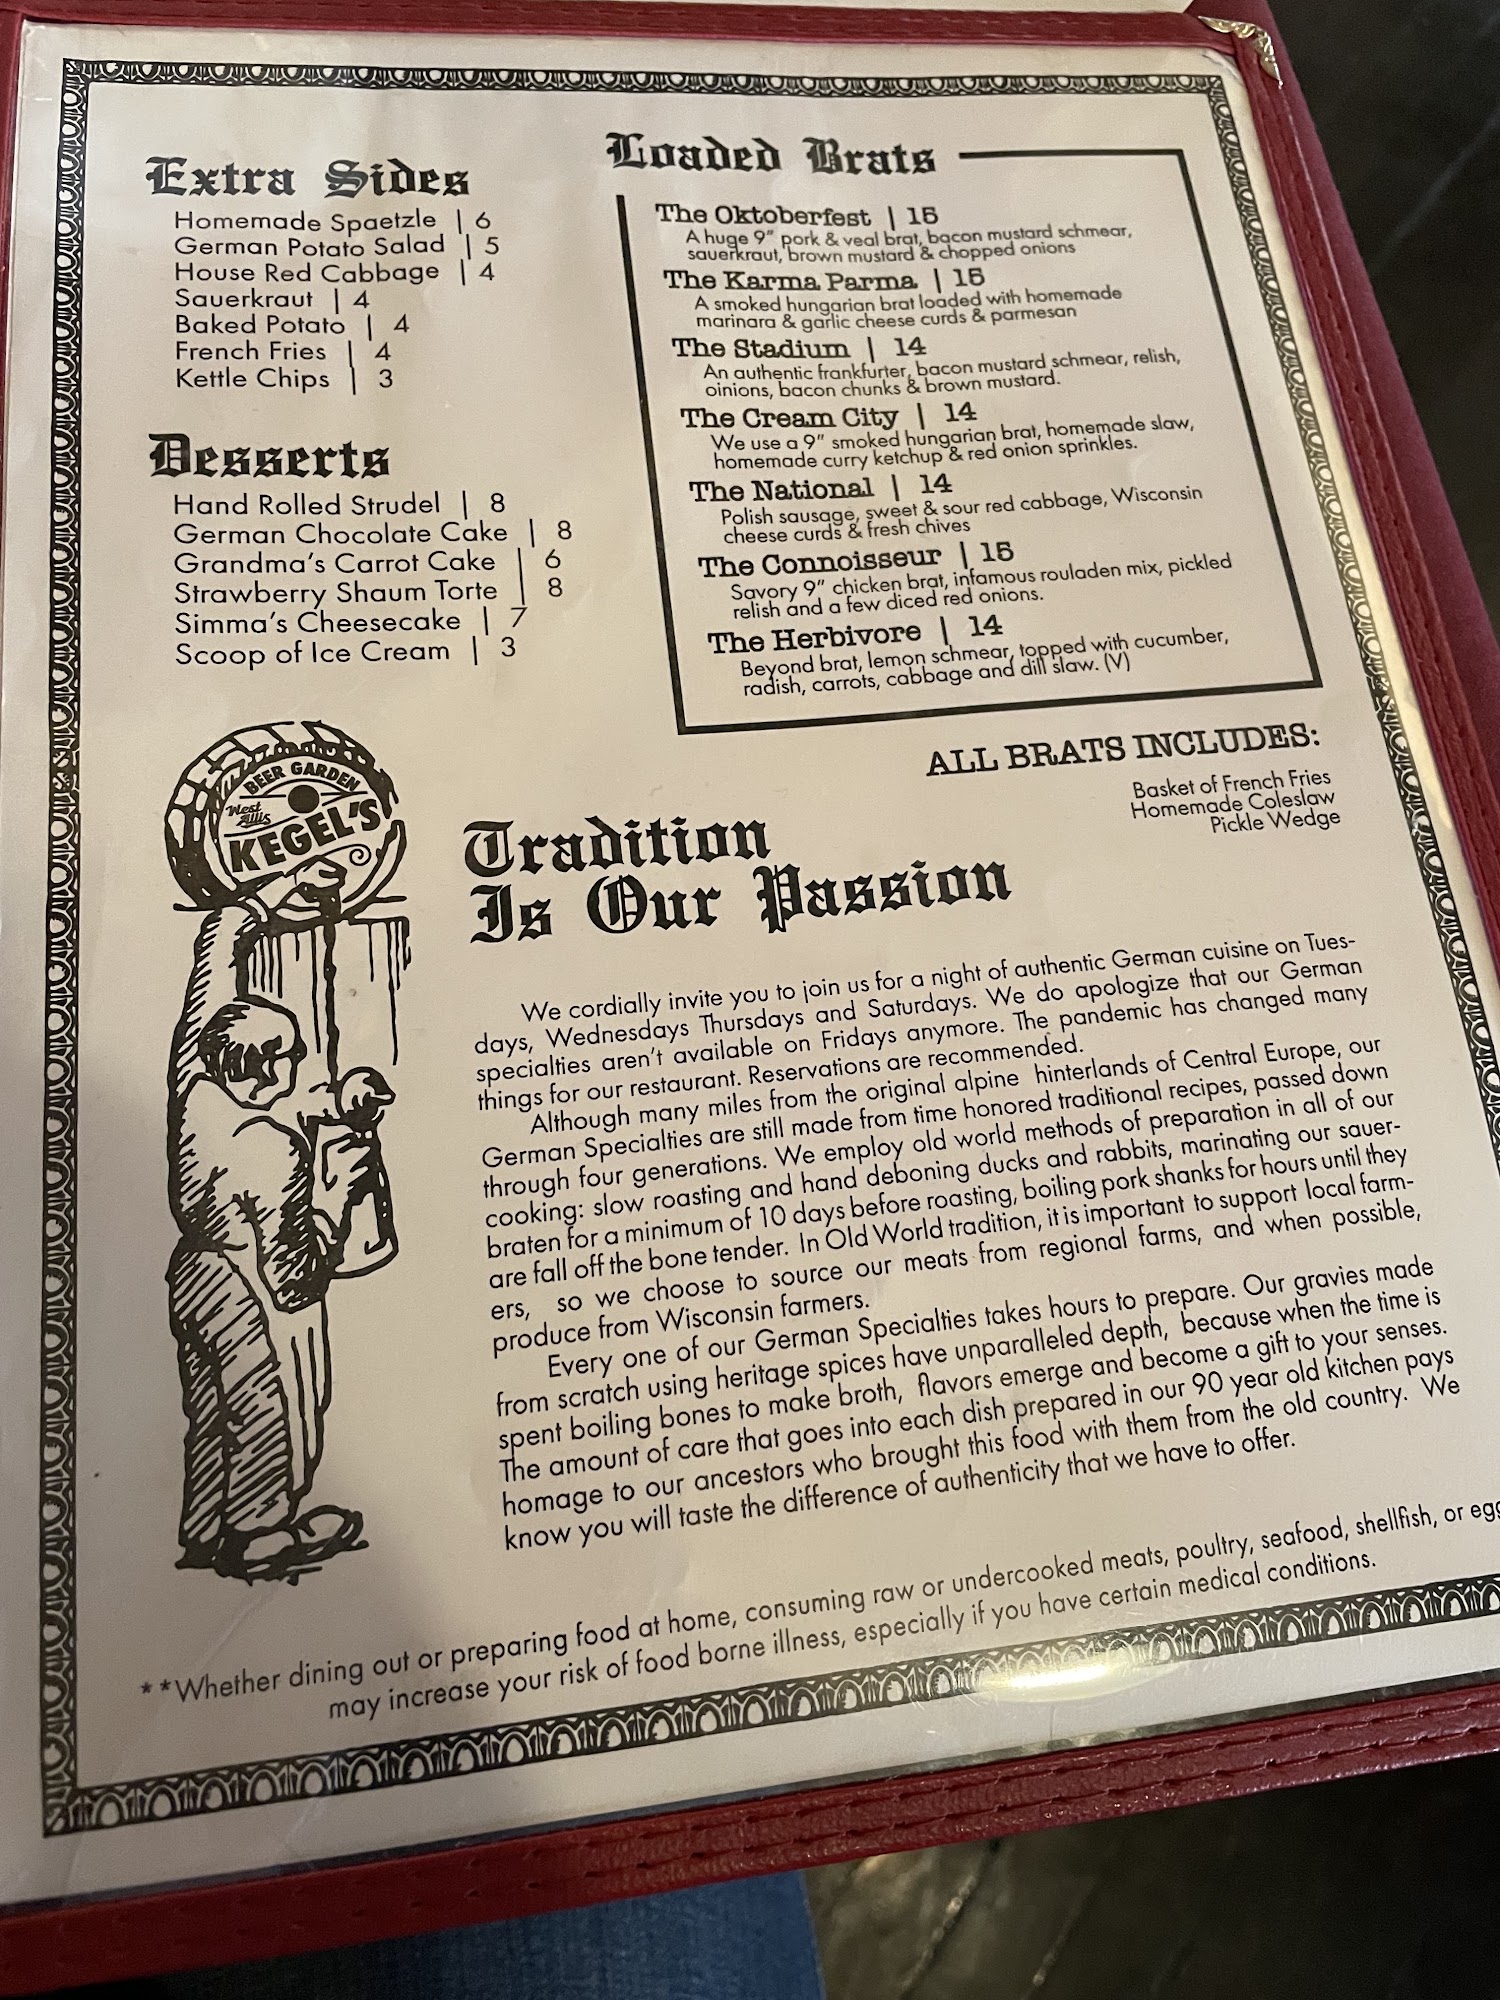 Extra Sides
Homemade Spaetzle | 6
German Potato Salad | 5
House Red Cabbage | 4
Sauerkraut | 4
Baked Potato | 4
French Fries | 4
Kettle Chips | 3
Desserts
Hand Rolled Strudel | 8
German Chocolate Cake | 8
Grandma's Carrot Cake | 6
Strawberry Shaum Torte | 8
Simma's Cheesecake | 7
Scoop of Ice Cream | 3
Loaded Brats
The Oktoberfest | 15
A huge 9" pork & veal brat, bacon mustard schmear,
sauerkraut, brown mustard & chopped onions
The Karma Parma | 15
A smoked hungarian brat loaded with homemade
marinara & garlic cheese curds & parmesan
The Stadium | 14
An authentic frankfurter, bacon mustard schmear, relish,
oinions, bacon chunks & brown mustard.
The Cream City | 14
We use a 9" smoked hungarian brat, homemade slaw,
homemade curry ketchup & red onion sprinkles.
The National | 14
Polish sausage, sweet & sour red cabbage, Wisconsin
cheese curds & fresh chives
The Connoisseur | 15
Savory 9" chicken brat, infamous rouladen mix, pickled
relish and a few diced red onions.
The Herbivore | 14
Beyond brat, lemon schmear, topped with cucumber,
radish, carrots, cabbage and dill slaw. (V)
ALL BRATS INCLUDES:
Basket of French Fries
Homemade Coleslaw
Pickle Wedge
BEER GARDEN
West
Allis
KEGEL'S
Tradition
Is Our Passion
We cordially invite you to join us for a night of authentic German cuisine on Tues-
days, Wednesdays Thursdays and Saturdays. We do apologize that our German
specialties aren't available on Fridays anymore. The pandemic has changed many
things for our restaurant. Reservations are recommended.
Although many miles from the original alpine hinterlands of Central Europe, our
German Specialties are still made from time honored traditional recipes, passed down
through four generations. We employ old world methods of preparation in all of our
cooking: slow roasting and hand deboning ducks and rabbits, marinating our sauer-
braten for a minimum of 10 days before roasting, boiling pork shanks for hours until they
are fall off the bone tender. In Old World tradition, it is important to support local farm-
ers, so we choose to source our meats from regional farms, and when possible,
produce from Wisconsin farmers.
Every one of our German Specialties takes hours to prepare. Our gravies made
from scratch using heritage spices have unparalleled depth, because when the time is
spent boiling bones to make broth, flavors emerge and become a gift to your senses.
The amount of care that goes into each dish prepared in our 90 year old kitchen pays
homage to our ancestors who brought this food with them from the old country. We
know you will taste the difference of authenticity that we have to offer.
**Whether dining out or preparing food at home, consuming raw or undercooked meats, poultry, seafood, shellfish, or egg
may increase your risk of food borne illness, especially if you have certain medical conditions.